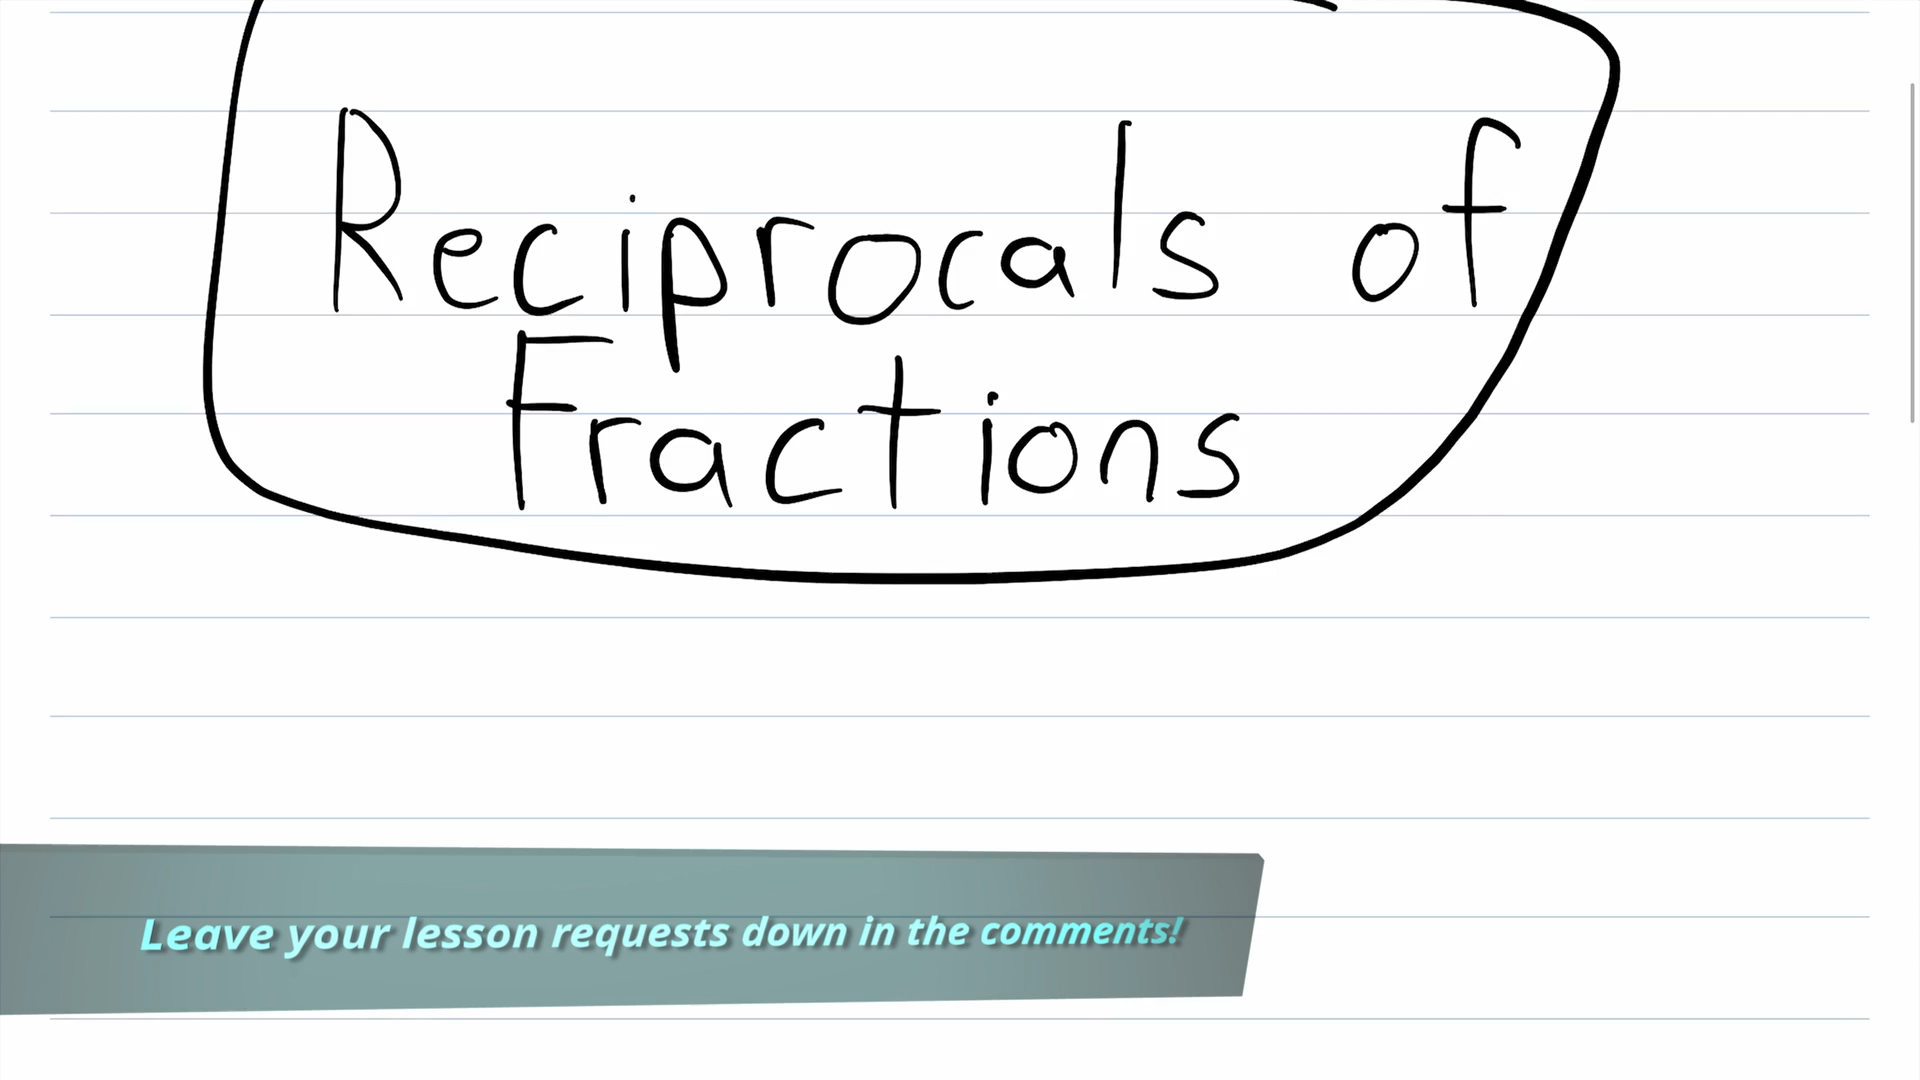 Reciprocals of
Fractions
Leave your lesson requests down in the comments!